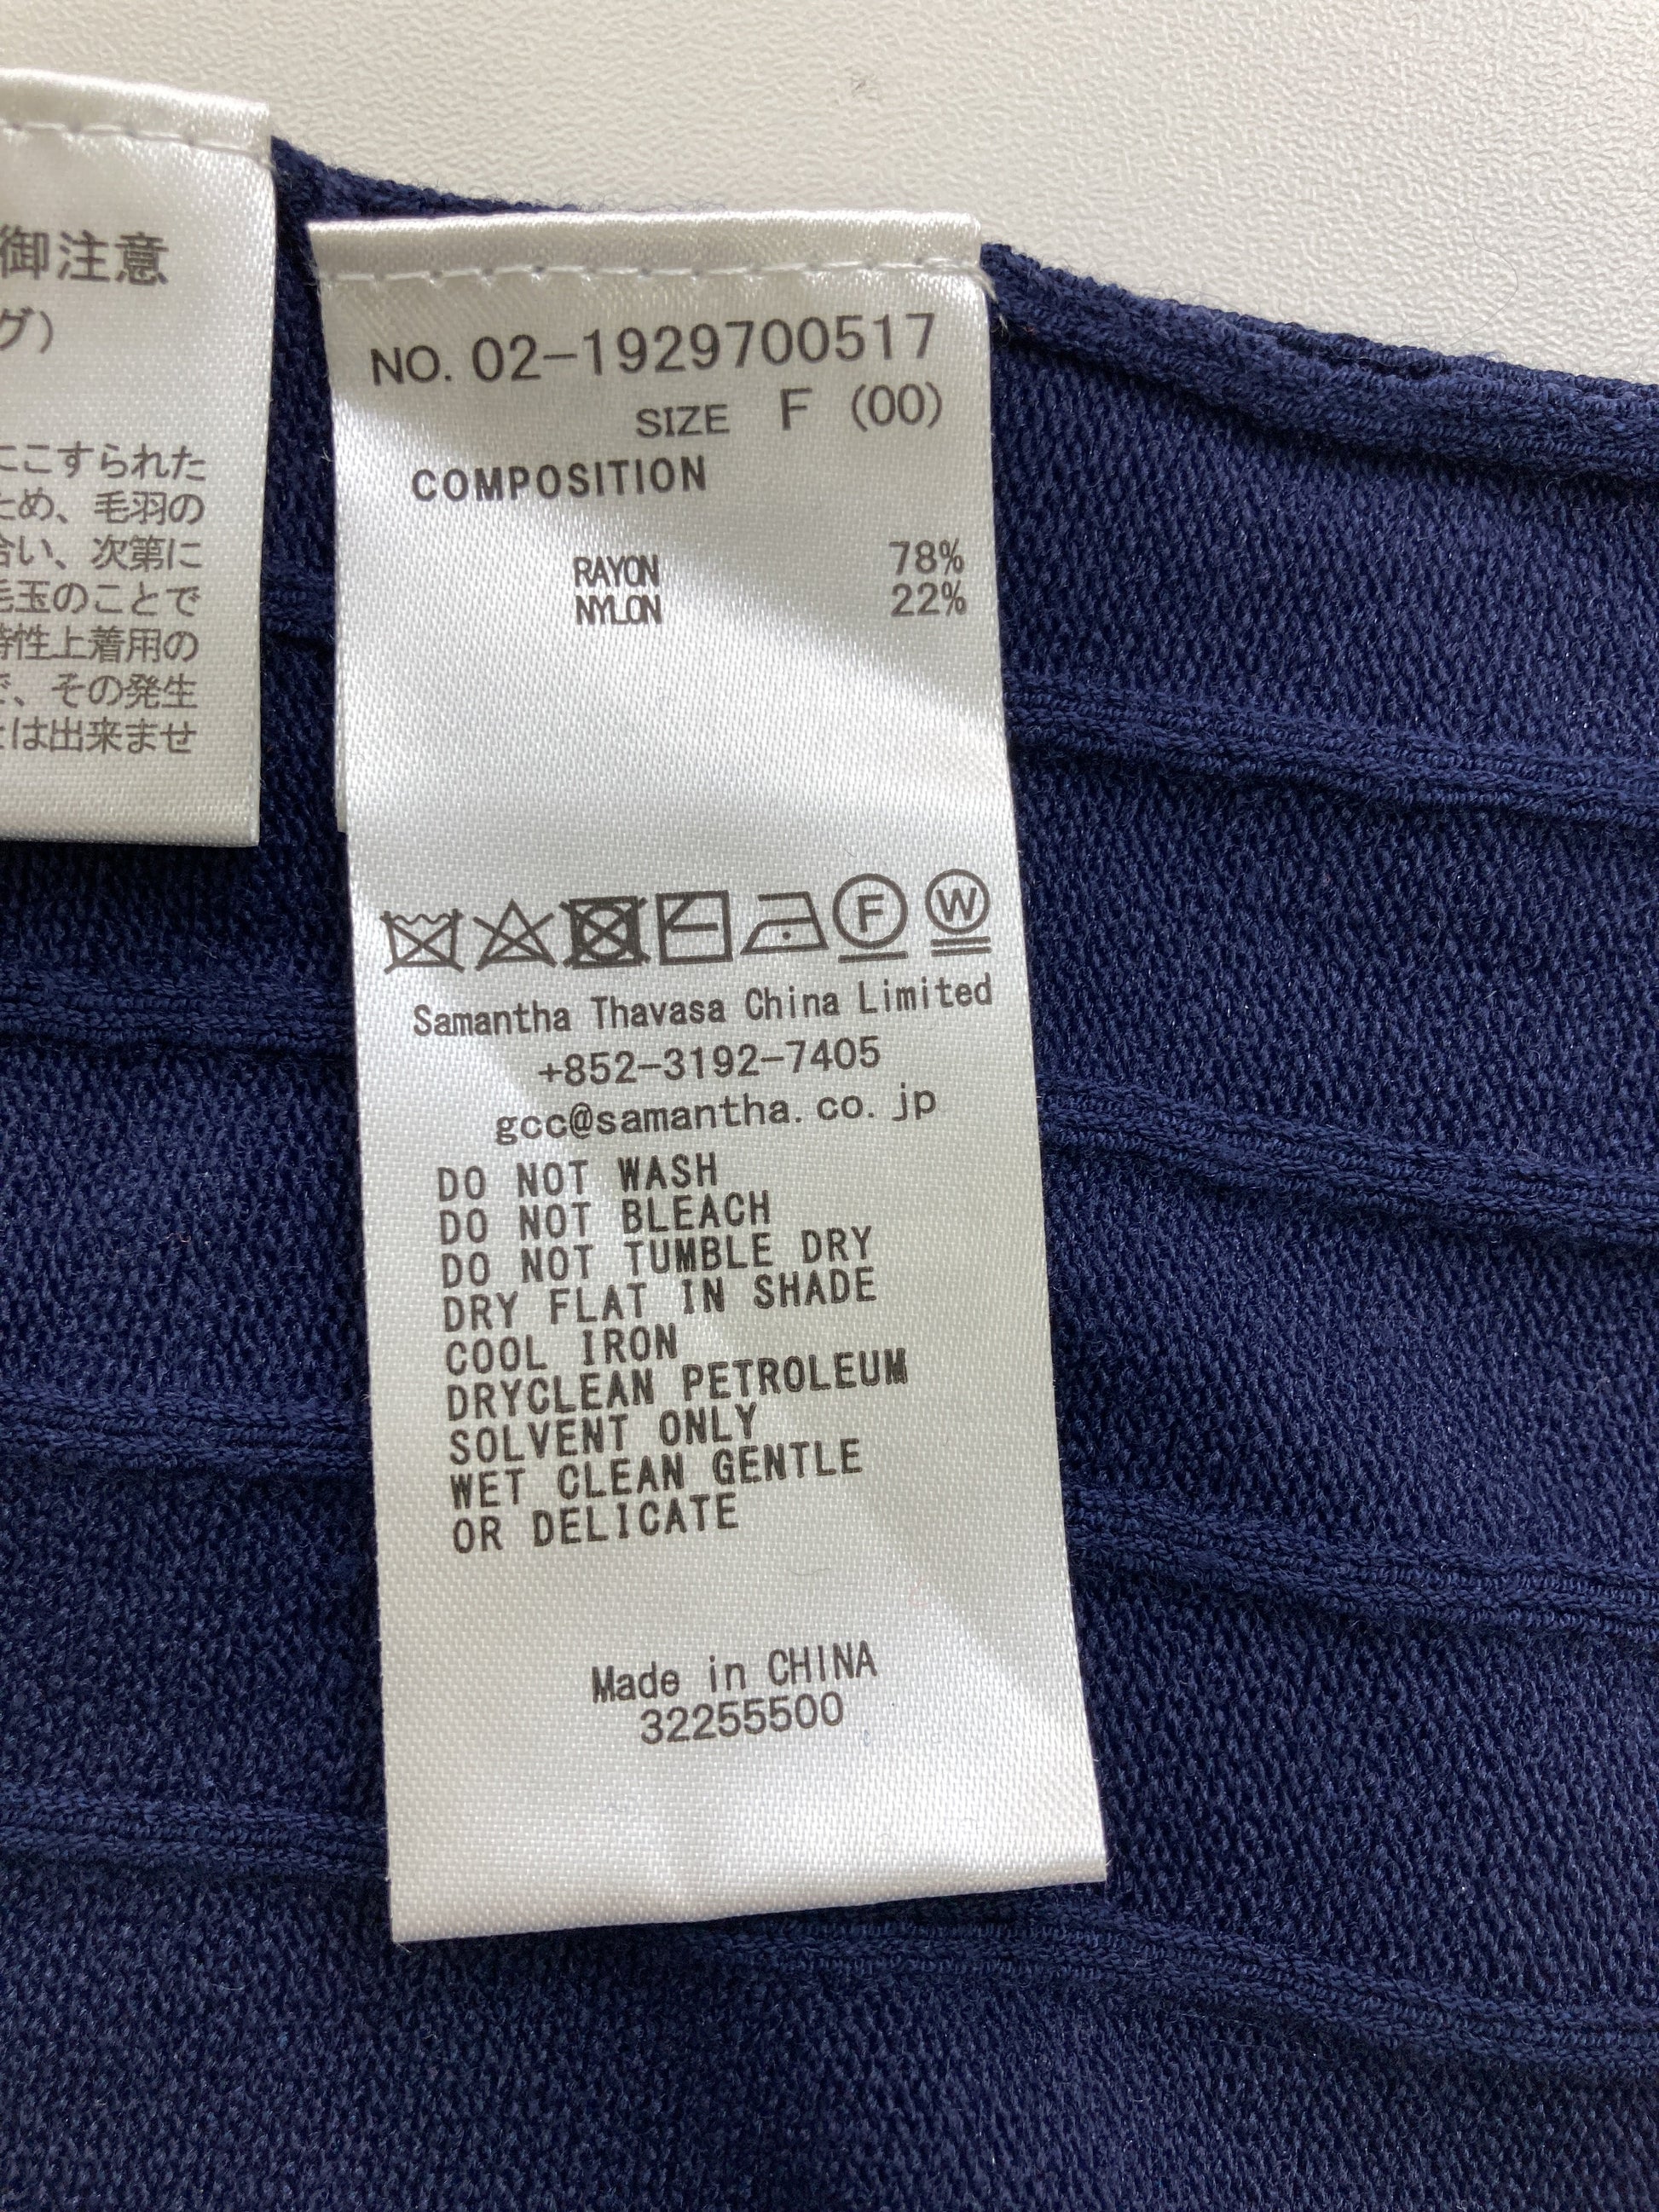 御注意
グ)
こすられた
め、毛羽の
合い、次第に
毛玉のことで
特性上着用の
で、その発生
は出来ませ
NO. 02-1929700517
SIZE F (00)
COMPOSITION
RAYON 78%
NYLON 22%
F W
Samantha Thavasa China Limited
+852-3192-7405
gcc@samantha.co.jp
DO NOT WASH
DO NOT BLEACH
DO NOT TUMBLE DRY
DRY FLAT IN SHADE
COOL IRON
DRYCLEAN PETROLEUM
SOLVENT ONLY
WET CLEAN GENTLE
OR DELICATE
Made in CHINA
32255500